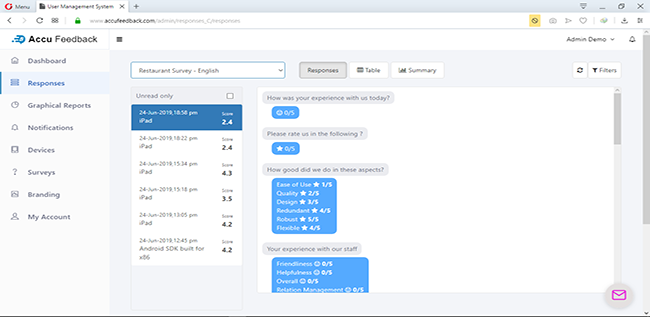 Menu
User Management System
www.accufeedback.com/admin/responses_C/responses
Accu Feedback
Admin Demo
Dashboard
Responses
Graphical Reports
Notifications
Devices
Surveys
Branding
My Account
Restaurant Survey - English
Responses
Table
Summary
Filters
Unread only
24-Jun-2019,18:58 pm
iPad
Score
2.4
24-Jun-2019,18:22 pm
iPad
Score
2.4
24-Jun-2019,15:34 pm
iPad
Score
4.3
24-Jun-2019,15:18 pm
iPad
Score
3.5
24-Jun-2019,13:05 pm
iPad
Score
4.2
24-Jun-2019,12:45 pm
Android SDK built for
x86
Score
4.2
How was your experience with us today?
0/5
Please rate us in the following ?
0/5
How good did we do in these aspects?
Ease of Use 1/5
Quality 2/5
Design 3/5
Redundant 4/5
Robust 5/5
Flexible 4/5
Your experience with our staff
Friendliness 0/5
Helpfulness 0/5
Overall 0/5
Relation Management 0/5